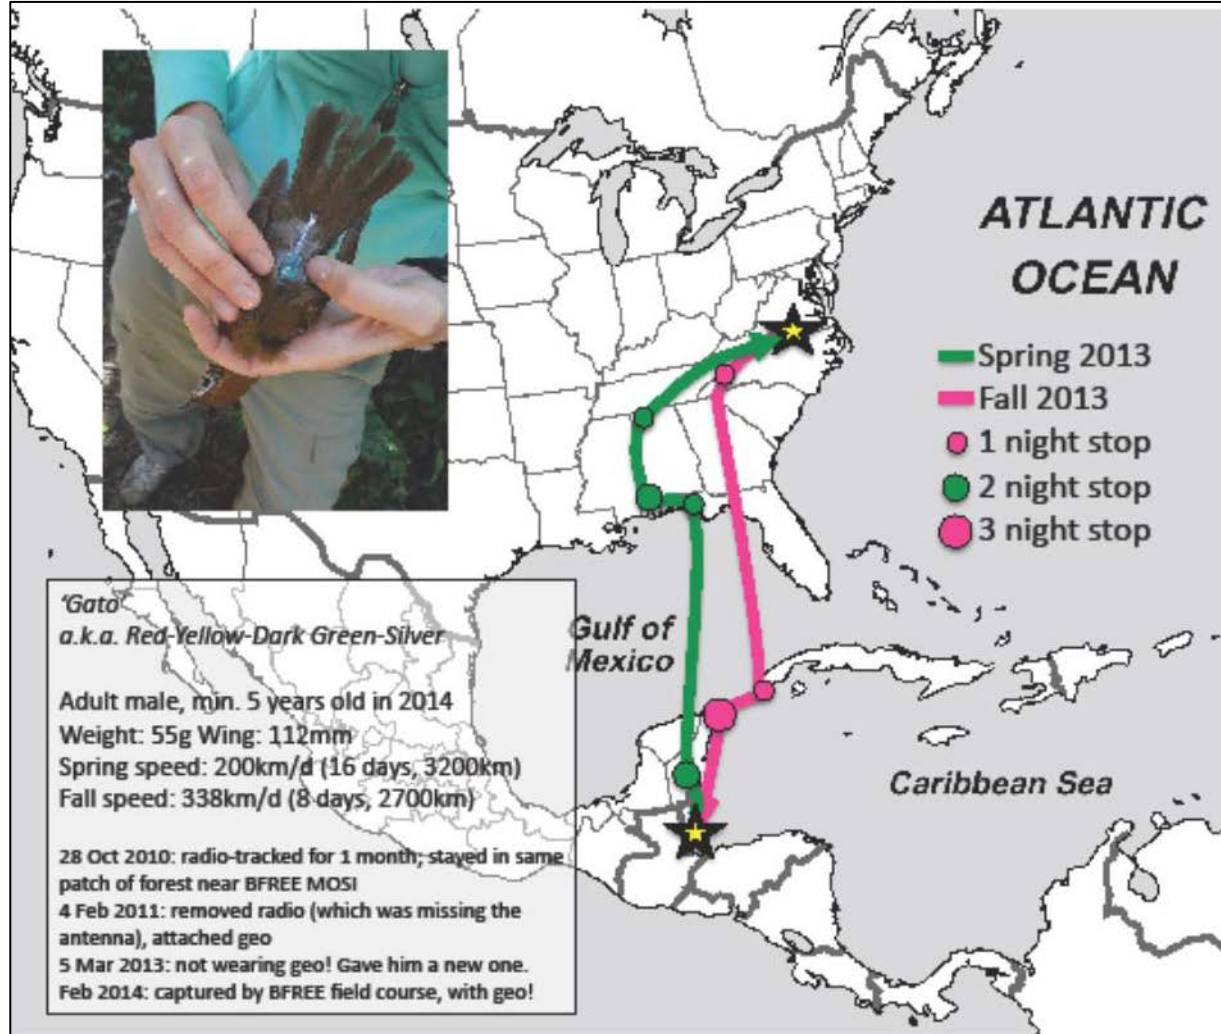 ATLANTIC
OCEAN
Spring 2013
Fall 2013
1 night stop
2 night stop
3 night stop
Gulf of
Mexico
Caribbean Sea
'Gato'
a.k.a. Red-Yellow-Dark Green-Silver
Adult male, min. 5 years old in 2014
Weight: 55g Wing: 112mm
Spring speed: 200km/d (16 days, 3200km)
Fall speed: 338km/d (8 days, 2700km)
28 Oct 2010: radio-tracked for 1 month; stayed in same
patch of forest near BFREE MOSI
4 Feb 2011: removed radio (which was missing the
antenna), attached geo
5 Mar 2013: not wearing geo! Gave him a new one.
Feb 2014: captured by BFREE field course, with geo!